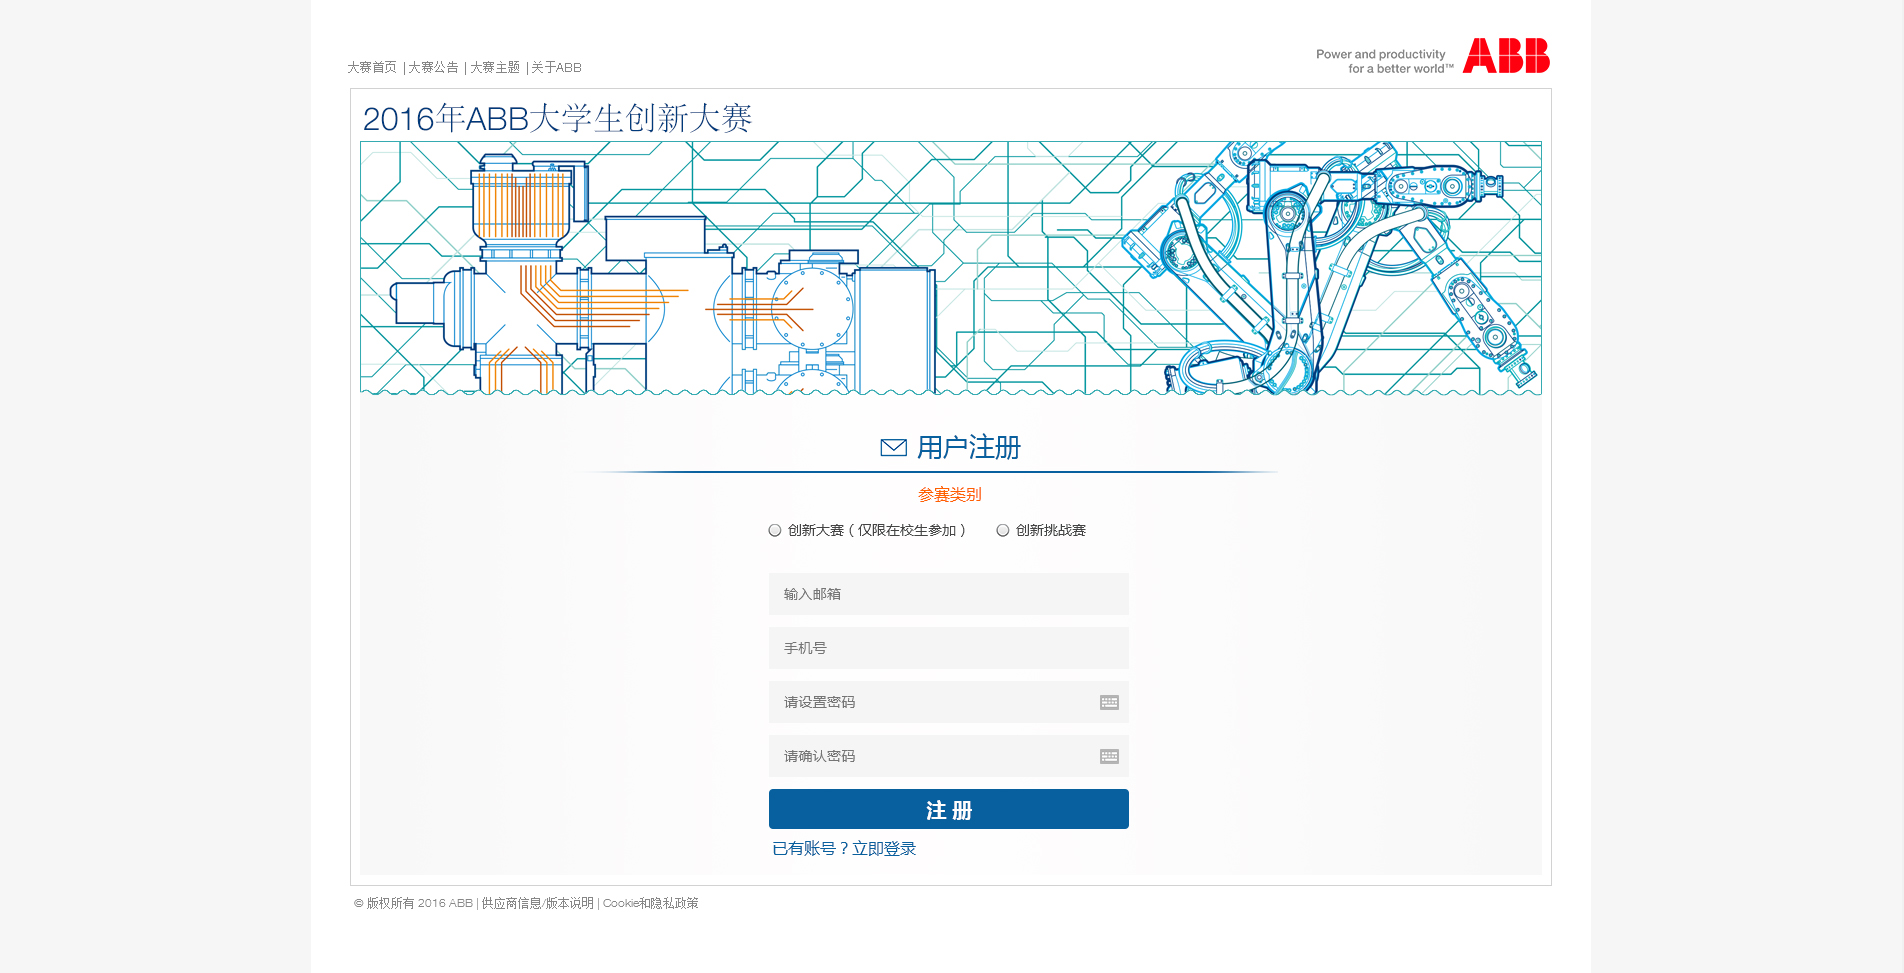 大赛首页 | 大赛公告 | 大赛主题 | 关于ABB
Power and productivity
for a better world™
ABB
2016年ABB大学生创新大赛
用户注册
参赛类别
创新大赛（仅限在校生参加） 创新挑战赛
输入邮箱
手机号
请设置密码
请确认密码
注 册
已有账号？立即登录
© 版权所有 2016 ABB | 供应商信息/版本说明 | Cookie和隐私政策